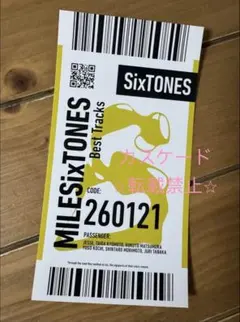 SixTONES
MILESixTONES
Best Tracks
CODE:
260121
PASSENGER:
JESSE, TAIGA KYOMOTO, HOKUTO MATSUMURA
YUGO KOCHI, SHINTARO MORIMOTO, JURI TANAKA
カスケード
転載禁止☆